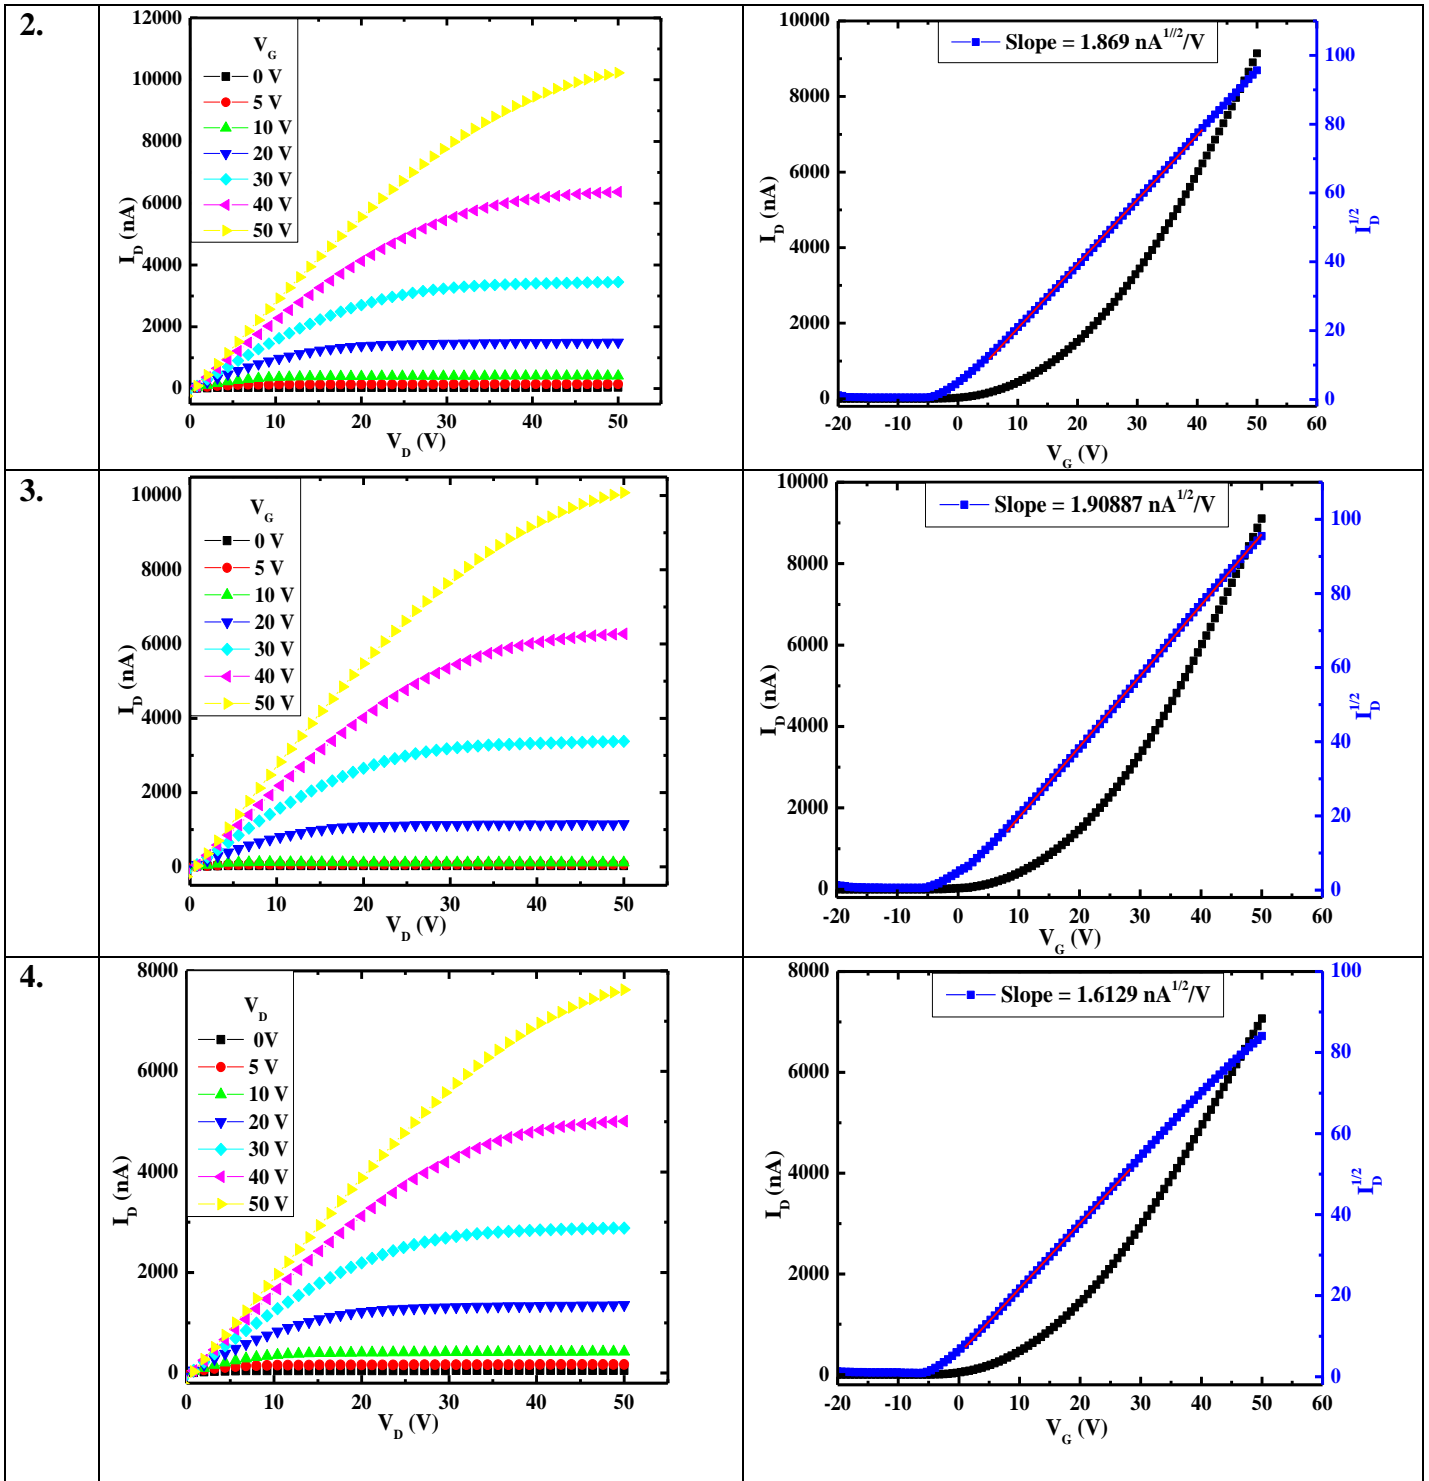 2.
12000
10000
8000
6000
4000
2000
0
I_D (nA)
V_G
0 V
5 V
10 V
20 V
30 V
40 V
50 V
0 10 20 30 40 50
V_D (V)
10000
8000
6000
4000
2000
0
I_D (nA)
Slope = 1.869 nA^1//2/V
100
80
60
40
20
0
I_D^1/2
-20 -10 0 10 20 30 40 50 60
V_G (V)
3.
10000
8000
6000
4000
2000
0
I_D (nA)
V_G
0 V
5 V
10 V
20 V
30 V
40 V
50 V
0 10 20 30 40 50
V_D (V)
10000
8000
6000
4000
2000
0
I_D (nA)
Slope = 1.90887 nA^1/2/V
100
80
60
40
20
0
I_D^1/2
-20 -10 0 10 20 30 40 50 60
V_G (V)
4.
8000
6000
4000
2000
0
I_D (nA)
V_D
0V
5 V
10 V
20 V
30 V
40 V
50 V
0 10 20 30 40 50
V_D (V)
8000
6000
4000
2000
0
I_D (nA)
Slope = 1.6129 nA^1/2/V
100
80
60
40
20
0
I_D^1/2
-20 -10 0 10 20 30 40 50 60
V_G (V)